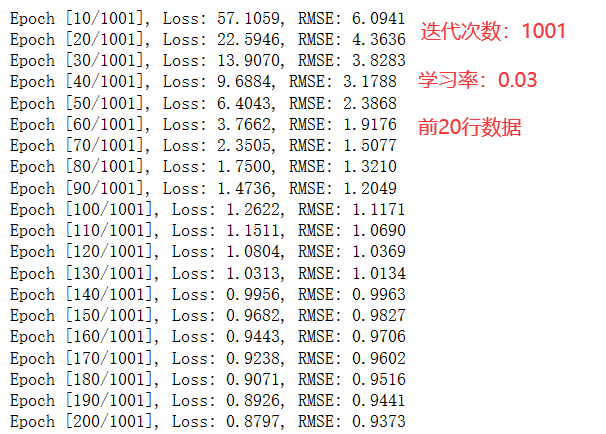 Epoch [10/1001], Loss: 57.1059, RMSE: 6.0941
Epoch [20/1001], Loss: 22.5946, RMSE: 4.3636
Epoch [30/1001], Loss: 13.9070, RMSE: 3.8283
Epoch [40/1001], Loss: 9.6884, RMSE: 3.1788
Epoch [50/1001], Loss: 6.4043, RMSE: 2.3868
Epoch [60/1001], Loss: 3.7662, RMSE: 1.9176
Epoch [70/1001], Loss: 2.3505, RMSE: 1.5077
Epoch [80/1001], Loss: 1.7500, RMSE: 1.3210
Epoch [90/1001], Loss: 1.4736, RMSE: 1.2049
Epoch [100/1001], Loss: 1.2622, RMSE: 1.1171
Epoch [110/1001], Loss: 1.1511, RMSE: 1.0690
Epoch [120/1001], Loss: 1.0804, RMSE: 1.0369
Epoch [130/1001], Loss: 1.0313, RMSE: 1.0134
Epoch [140/1001], Loss: 0.9956, RMSE: 0.9963
Epoch [150/1001], Loss: 0.9682, RMSE: 0.9827
Epoch [160/1001], Loss: 0.9443, RMSE: 0.9706
Epoch [170/1001], Loss: 0.9238, RMSE: 0.9602
Epoch [180/1001], Loss: 0.9071, RMSE: 0.9516
Epoch [190/1001], Loss: 0.8926, RMSE: 0.9441
Epoch [200/1001], Loss: 0.8797, RMSE: 0.9373
迭代次数：1001
学习率：0.03
前20行数据